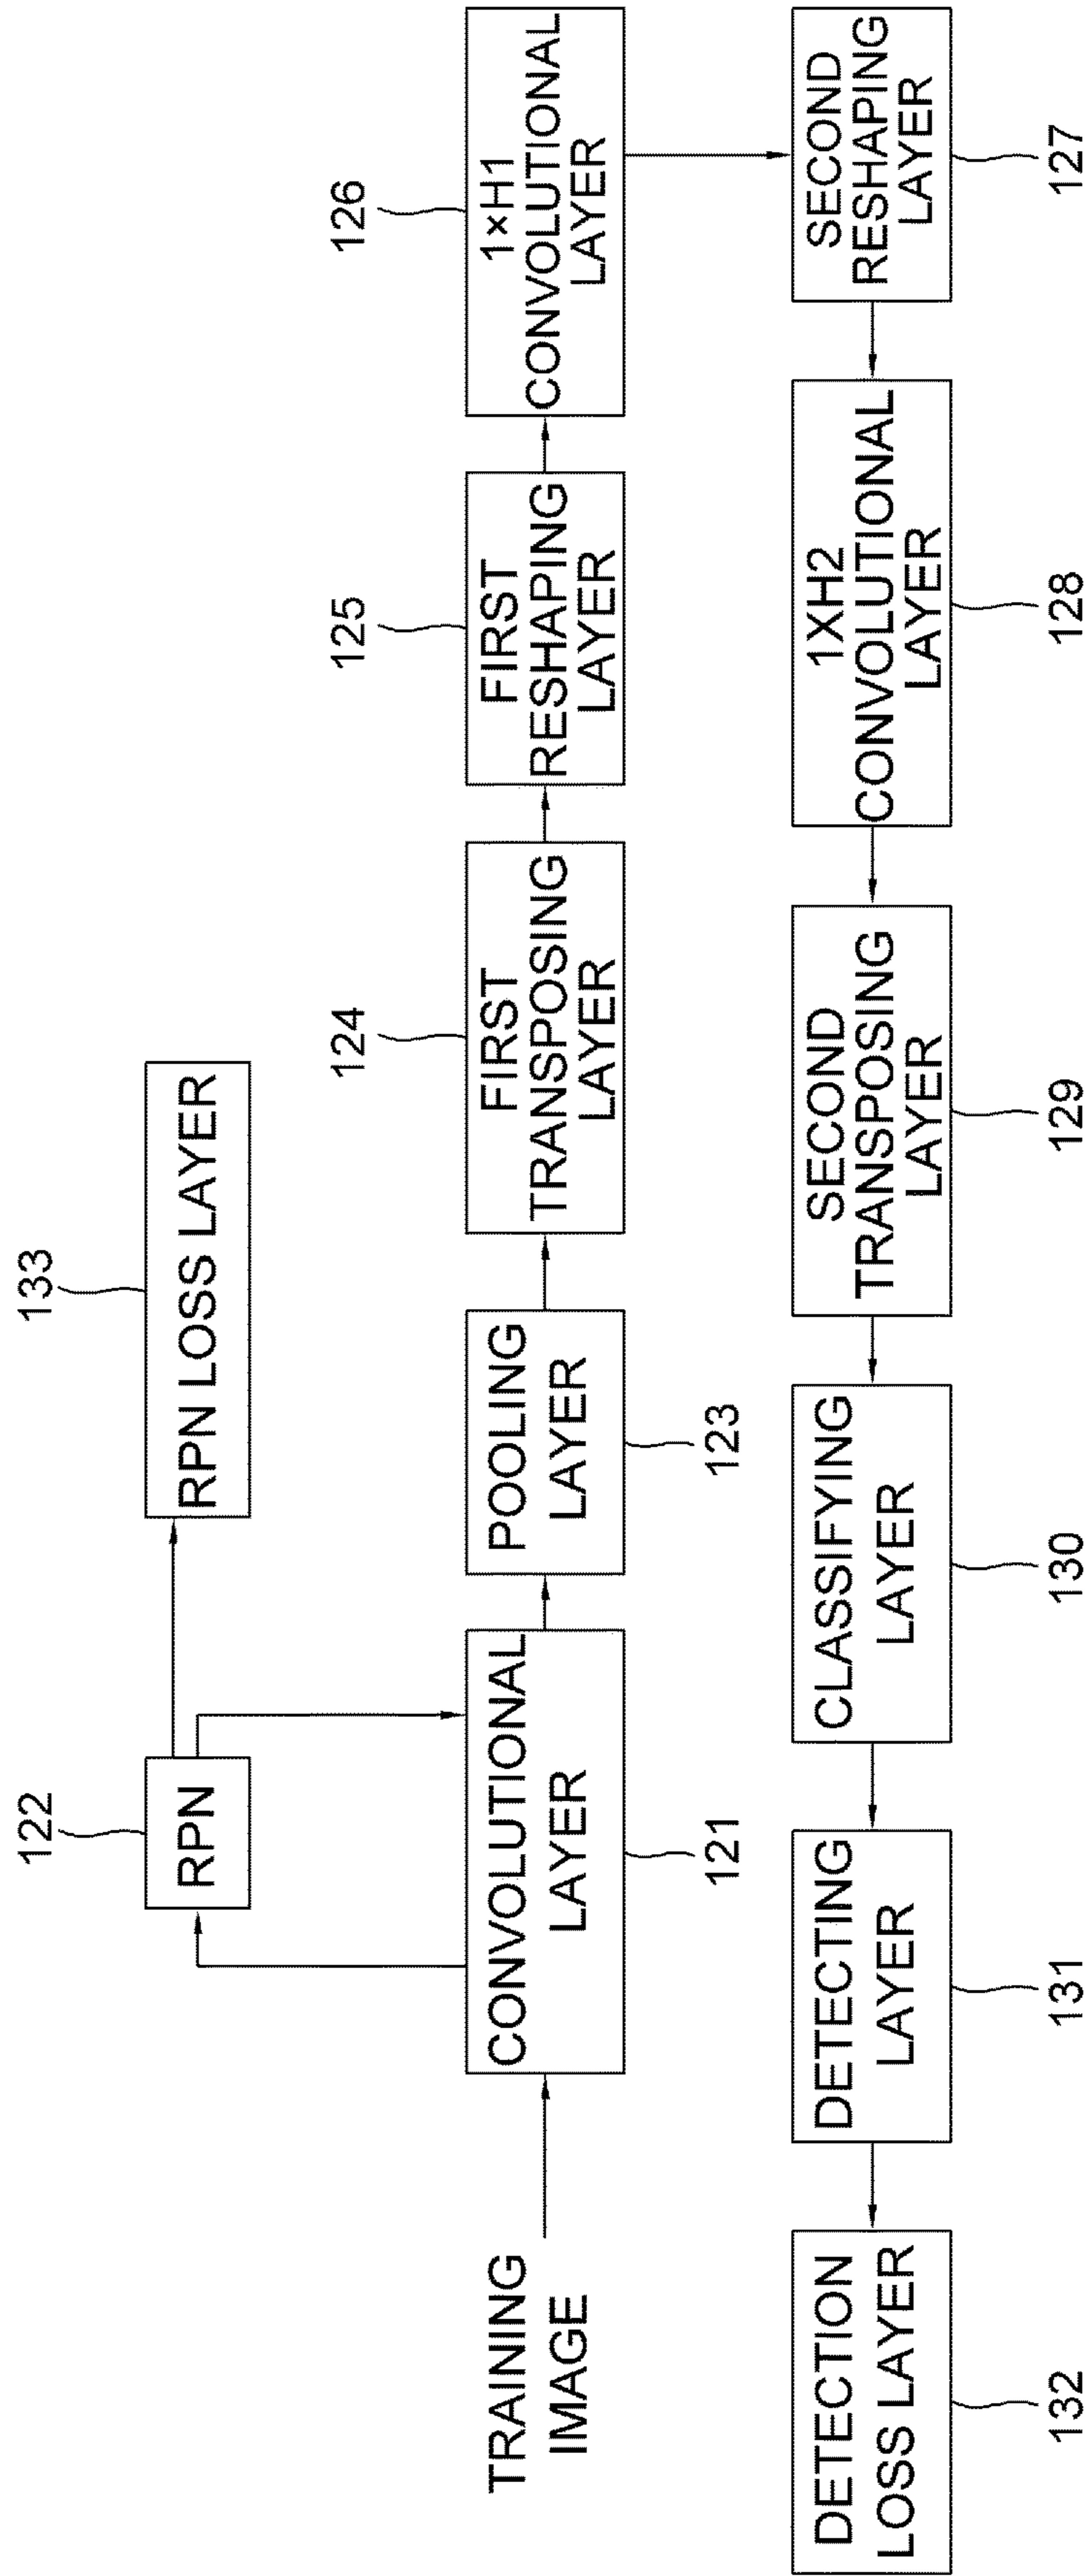 133
RPN LOSS LAYER
122
RPN
126
125
124
TRAINING
IMAGE
CONVOLUTIONAL
LAYER
POOLING
LAYER
FIRST
TRANSPOSING
LAYER
FIRST
RESHAPING
LAYER
1×H1
CONVOLUTIONAL
LAYER
121
123
DETECTION
LOSS LAYER
DETECTING
LAYER
CLASSIFYING
LAYER
SECOND
TRANSPOSING
LAYER
1XH2
CONVOLUTIONAL
LAYER
SECOND
RESHAPING
LAYER
132
131
130
129
128
127